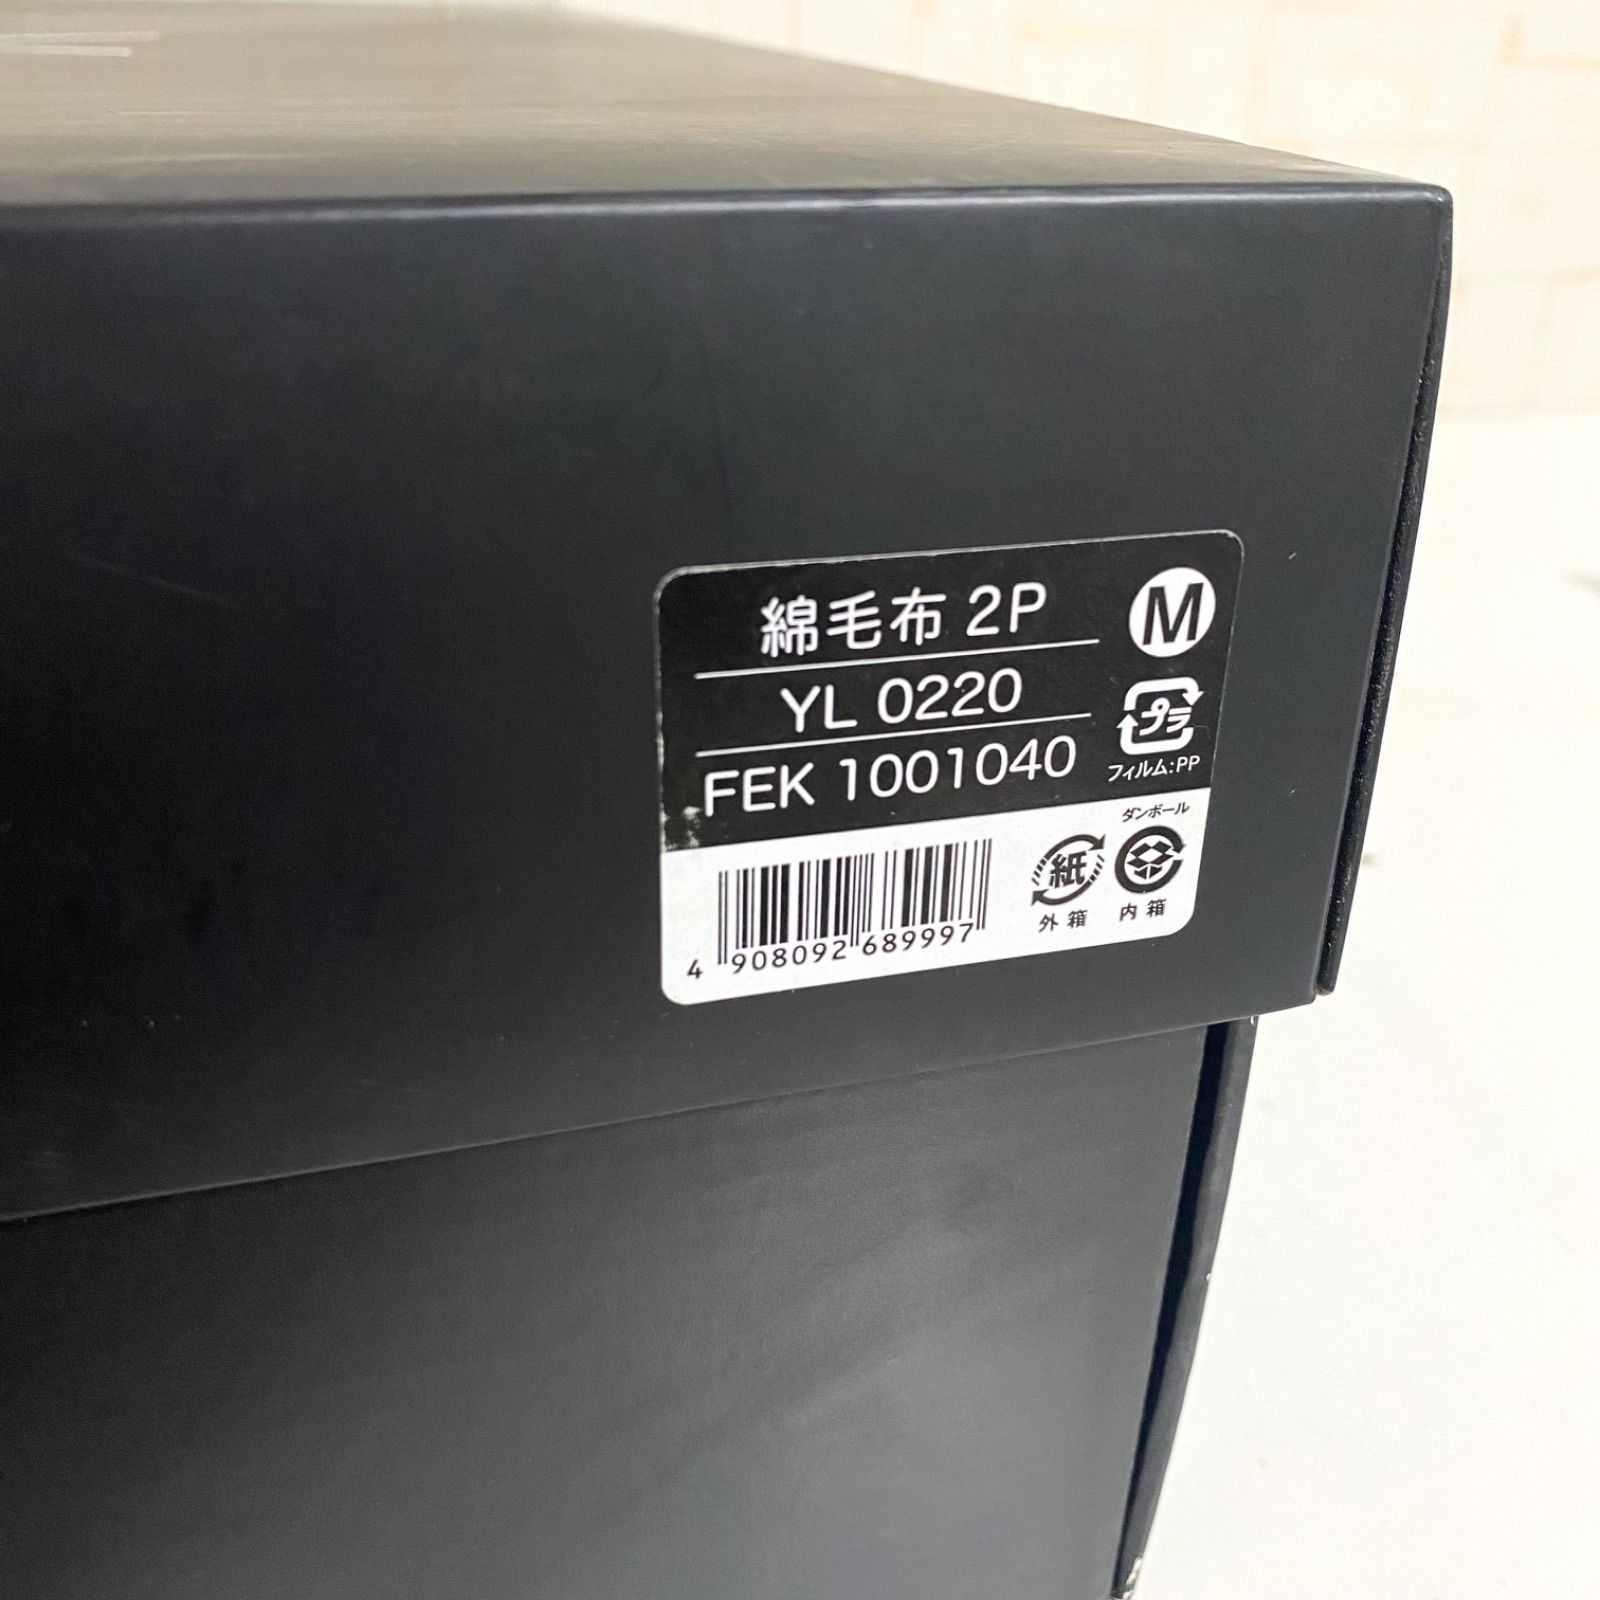 綿毛布 2P
M
YL 0220
プラ
FEK 1001040
フィルム:PP
ダンボール
紙
外箱
内箱
4 908092 689997